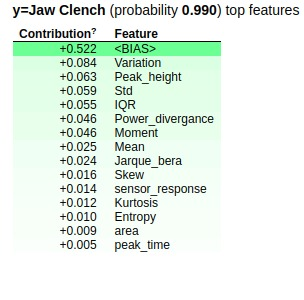 y=Jaw Clench (probability 0.990) top features
Contribution? Feature
+0.522 <BIAS>
+0.084 Variation
+0.063 Peak_height
+0.059 Std
+0.055 IQR
+0.046 Power_divergance
+0.046 Moment
+0.025 Mean
+0.024 Jarque_bera
+0.016 Skew
+0.014 sensor_response
+0.012 Kurtosis
+0.010 Entropy
+0.009 area
+0.005 peak_time